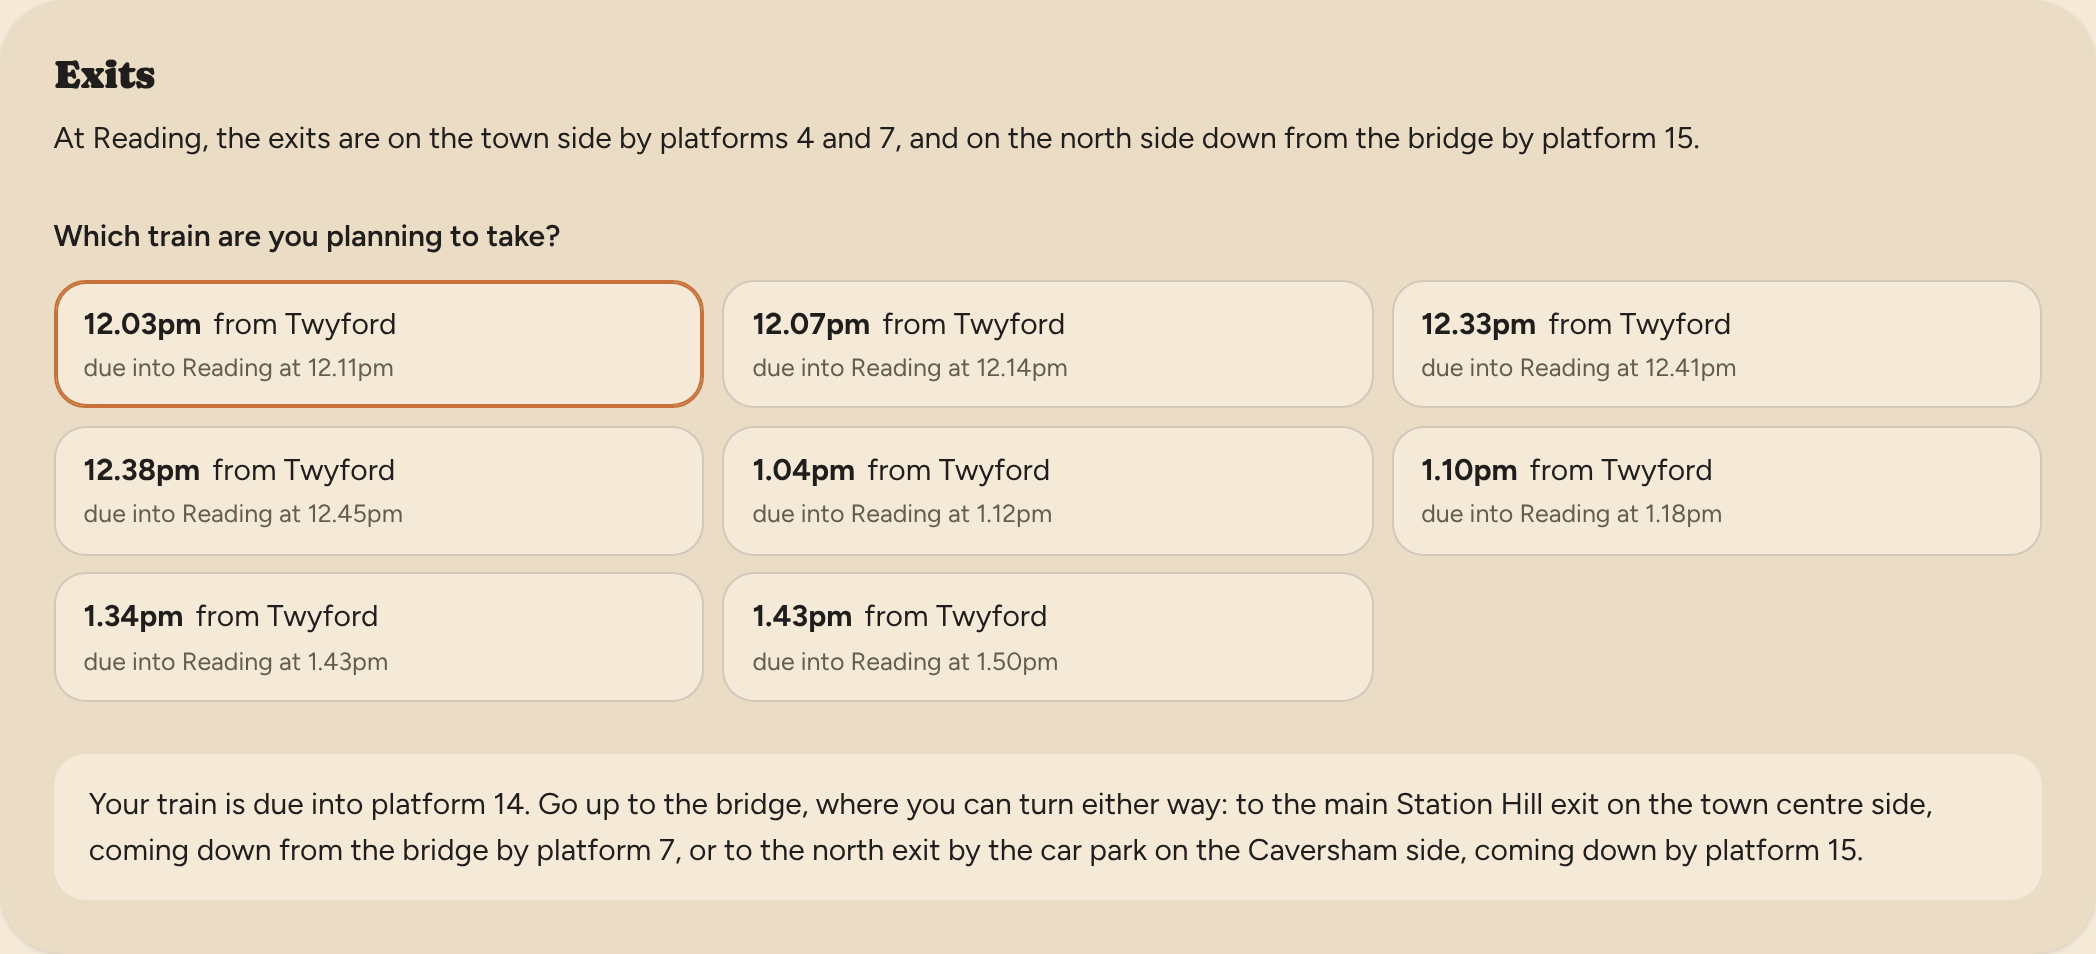 Exits
At Reading, the exits are on the town side by platforms 4 and 7, and on the north side down from the bridge by platform 15.
Which train are you planning to take?
12.03pm from Twyford
due into Reading at 12.11pm
12.07pm from Twyford
due into Reading at 12.14pm
12.33pm from Twyford
due into Reading at 12.41pm
12.38pm from Twyford
due into Reading at 12.45pm
1.04pm from Twyford
due into Reading at 1.12pm
1.10pm from Twyford
due into Reading at 1.18pm
1.34pm from Twyford
due into Reading at 1.43pm
1.43pm from Twyford
due into Reading at 1.50pm
Your train is due into platform 14. Go up to the bridge, where you can turn either way: to the main Station Hill exit on the town centre side,
coming down from the bridge by platform 7, or to the north exit by the car park on the Caversham side, coming down by platform 15.